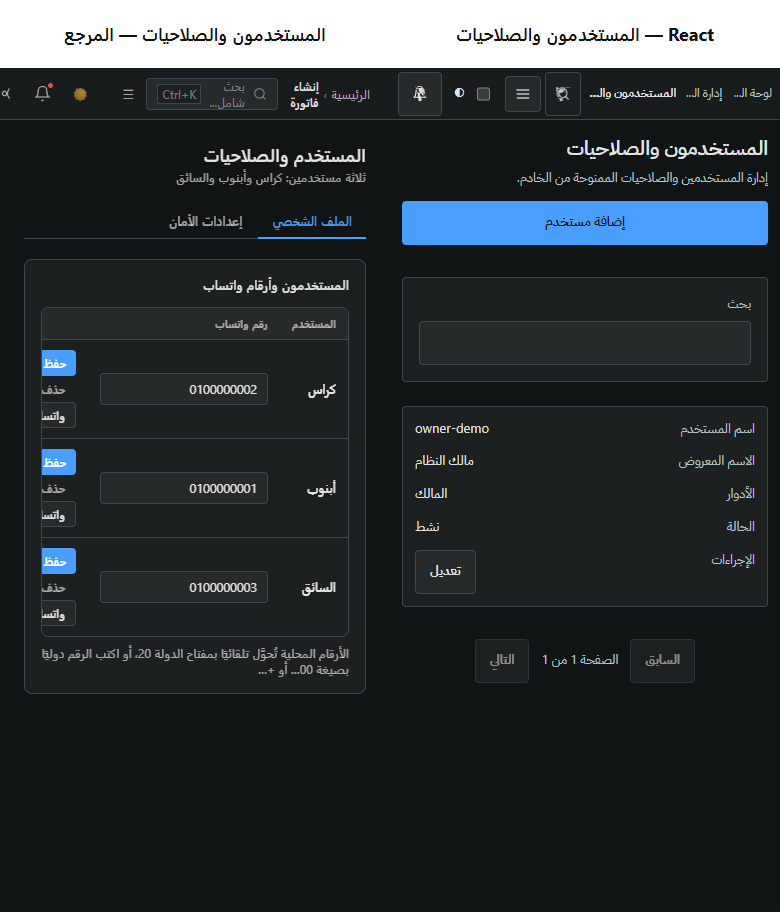 React — المستخدمون والصلاحيات
لوحة الـ...
إدارة الـ...
المستخدمون والـ...
المستخدمون والصلاحيات
إدارة المستخدمين والصلاحيات الممنوحة من الخادم.
إضافة مستخدم
بحث
اسم المستخدم owner-demo
الاسم المعروض مالك النظام
الأدوار المالك
الحالة نشط
الإجراءات تعديل
السابق الصفحة 1 من 1 التالي
المستخدمون والصلاحيات — المرجع
الرئيسية ‹ إنشاء فاتورة
بحث شامل... Ctrl+K
المستخدم والصلاحيات
ثلاثة مستخدمين: كراس وأبنوب والسائق
الملف الشخصي إعدادات الأمان
المستخدمون وأرقام واتساب
المستخدم رقم واتساب
كراس 0100000002 حفظ
حذف
واتسا
أبنوب 0100000001 حفظ
حذف
واتسا
السائق 0100000003 حفظ
حذف
واتسا
الأرقام المحلية تُحوَّل تلقائيًا بمفتاح الدولة 20، أو اكتب الرقم دوليًا
بصيغة 00... أو +...